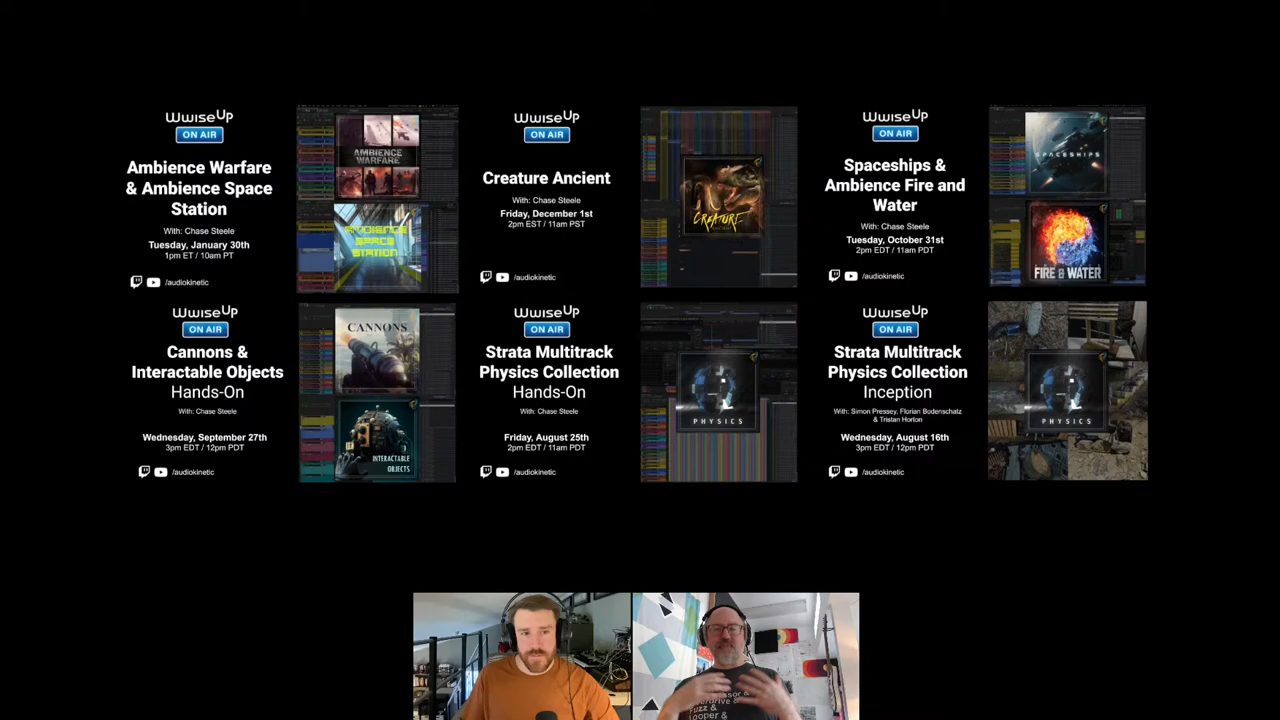 WwiseUp
ON AIR
Ambience Warfare
& Ambience Space
Station
With: Chase Steele
Tuesday, January 30th
1pm ET / 10am PT
/audiokinetic
AMBIENCE
WARFARE
AMBIENCE
SPACE
STATION
WwiseUp
ON AIR
Creature Ancient
With: Chase Steele
Friday, December 1st
2pm EST / 11am PST
/audiokinetic
CREATURE
WwiseUp
ON AIR
Spaceships &
Ambience Fire and
Water
With: Chase Steele
Tuesday, October 31st
2pm EDT / 11am PDT
/audiokinetic
SPACESHIPS
FIRE & WATER
WwiseUp
ON AIR
Cannons &
Interactable Objects
Hands-On
With: Chase Steele
Wednesday, September 27th
3pm EDT / 12pm PDT
/audiokinetic
CANNONS
INTERACTABLE
OBJECTS
WwiseUp
ON AIR
Strata Multitrack
Physics Collection
Hands-On
With: Chase Steele
Friday, August 25th
2pm EDT / 11am PDT
/audiokinetic
PHYSICS
WwiseUp
ON AIR
Strata Multitrack
Physics Collection
Inception
With: Simon Pressey, Florian Bodenschatz
& Tristan Horton
Wednesday, August 16th
3pm EDT / 12pm PDT
/audiokinetic
PHYSICS
Fuzz &
Looper &